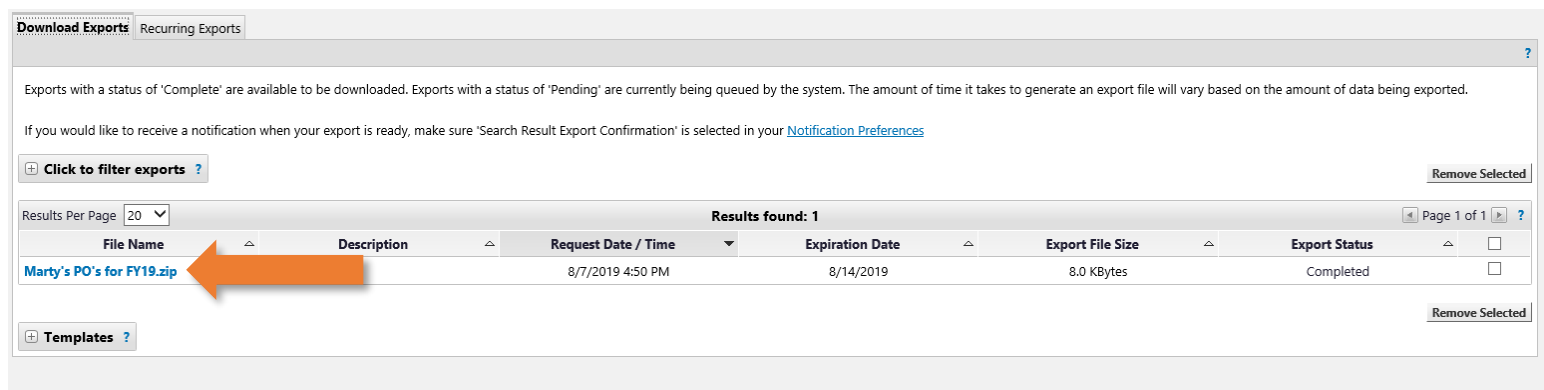 Download Exports Recurring Exports
?
Exports with a status of 'Complete' are available to be downloaded. Exports with a status of 'Pending' are currently being queued by the system. The amount of time it takes to generate an export file will vary based on the amount of data being exported.
If you would like to receive a notification when your export is ready, make sure 'Search Result Export Confirmation' is selected in your Notification Preferences
Click to filter exports ?
Remove Selected
Results Per Page 20 Results found: 1 Page 1 of 1 ?
File Name Description Request Date / Time Expiration Date Export File Size Export Status
Marty's PO's for FY19.zip 8/7/2019 4:50 PM 8/14/2019 8.0 KBytes Completed
Remove Selected
Templates ?